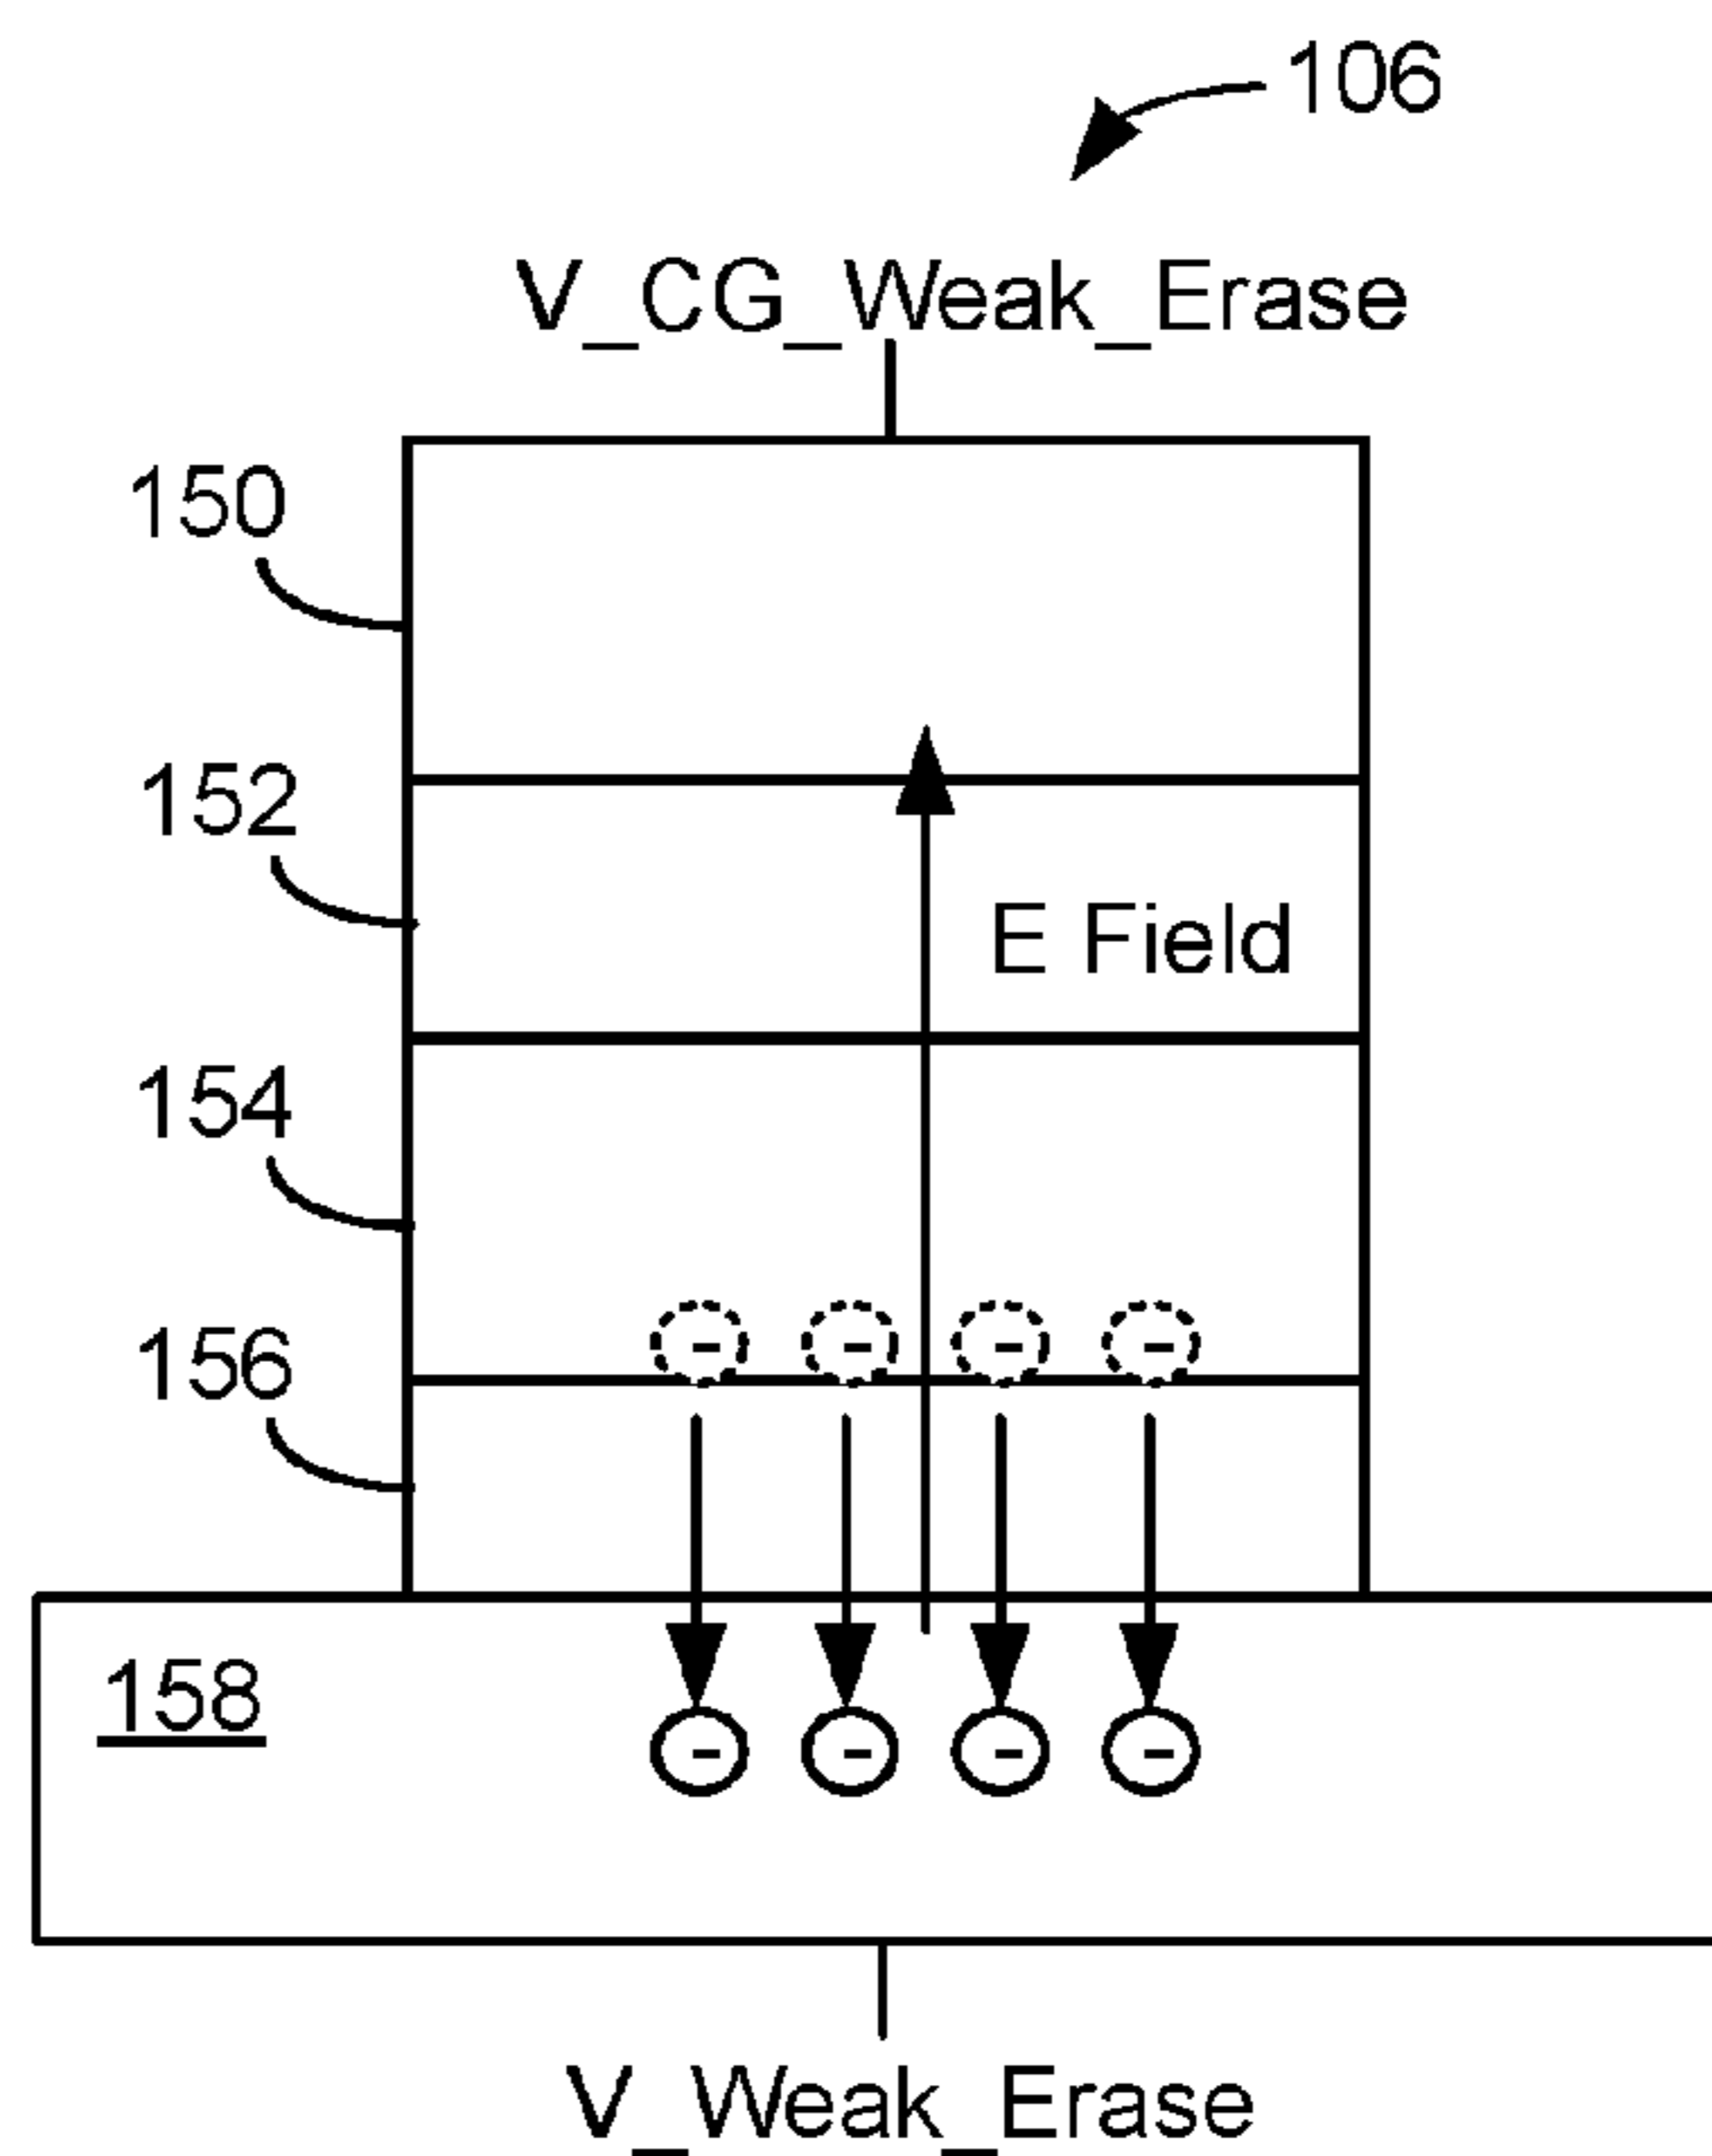 106
V_CG_Weak_Erase
150
152
E Field
154
156
- - - -
158
- - - -
V_Weak_Erase